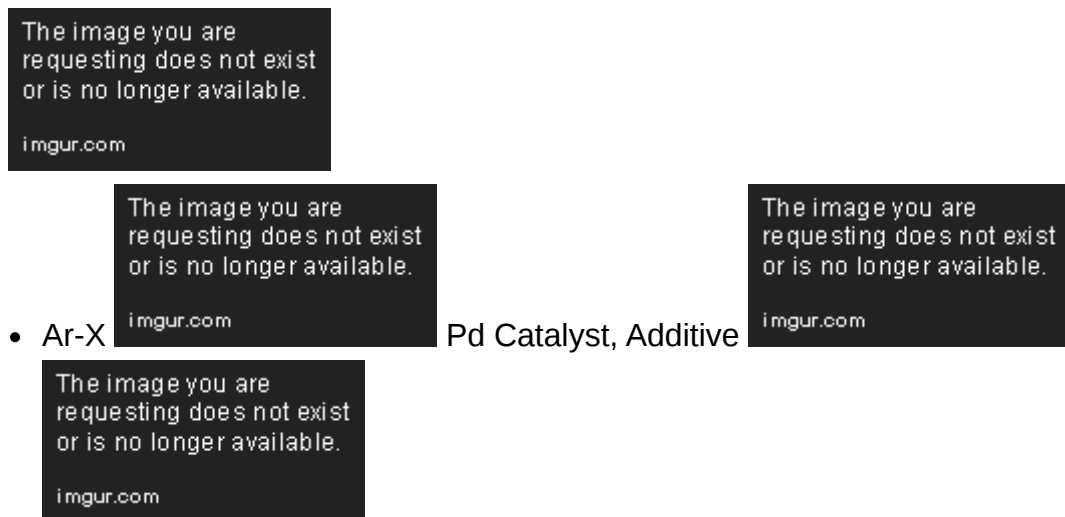 The image you are
requesting does not exist
or is no longer available.
imgur.com
The image you are
requesting does not exist
or is no longer available.
imgur.com
The image you are
requesting does not exist
or is no longer available.
imgur.com
• Ar-X Pd Catalyst, Additive
The image you are
requesting does not exist
or is no longer available.
imgur.com